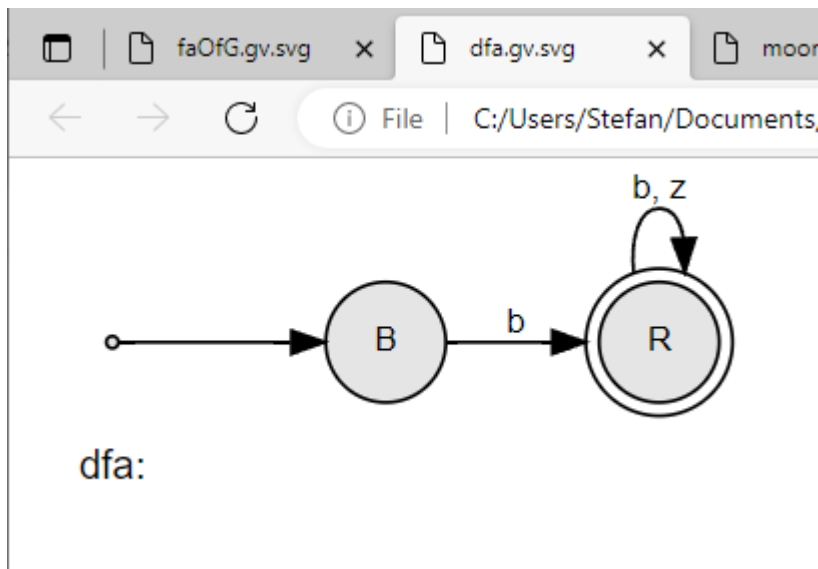 faOfG.gv.svg dfa.gv.svg moor
File C:/Users/Stefan/Documents/
b, z
B b R
dfa: